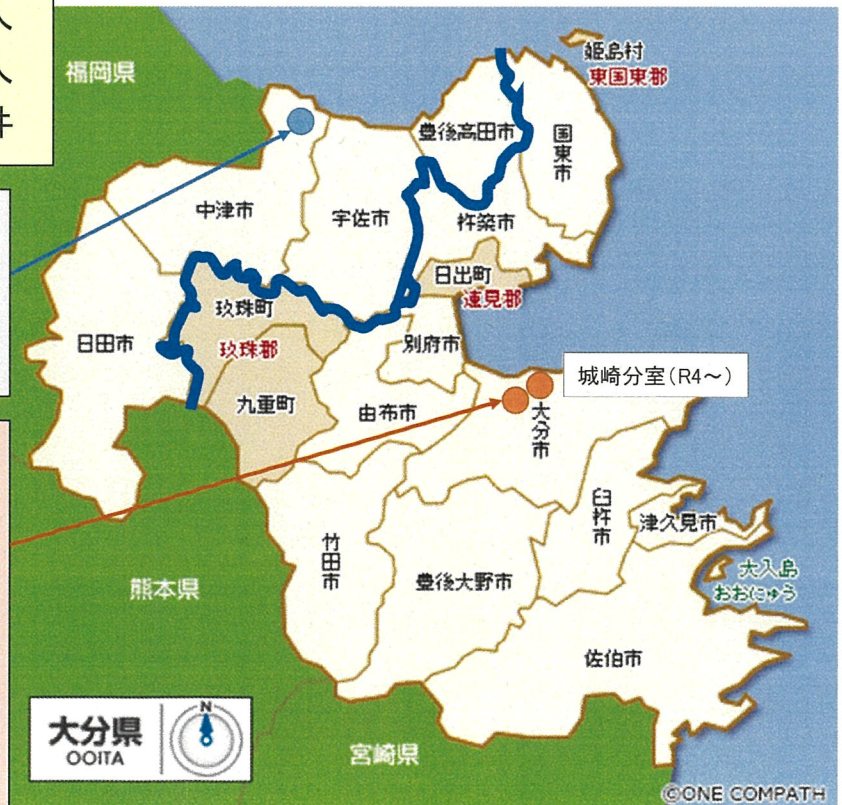 人
人
件
福岡県
姫島村
東国東郡
豊後高田市
国東市
中津市
宇佐市
杵築市
日出町
速見郡
玖珠町
日田市
玖珠郡
別府市
九重町
由布市
城崎分室(R4～)
大分市
臼杵市
津久見市
竹田市
豊後大野市
大入島
おおにゅう
熊本県
佐伯市
大分県
OOITA
N
宮崎県
©ONE COMPATH